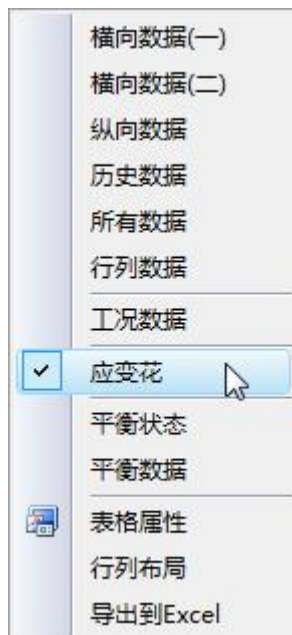 横向数据(一)
横向数据(二)
纵向数据
历史数据
所有数据
行列数据
工况数据
应变花
平衡状态
平衡数据
表格属性
行列布局
导出到Excel